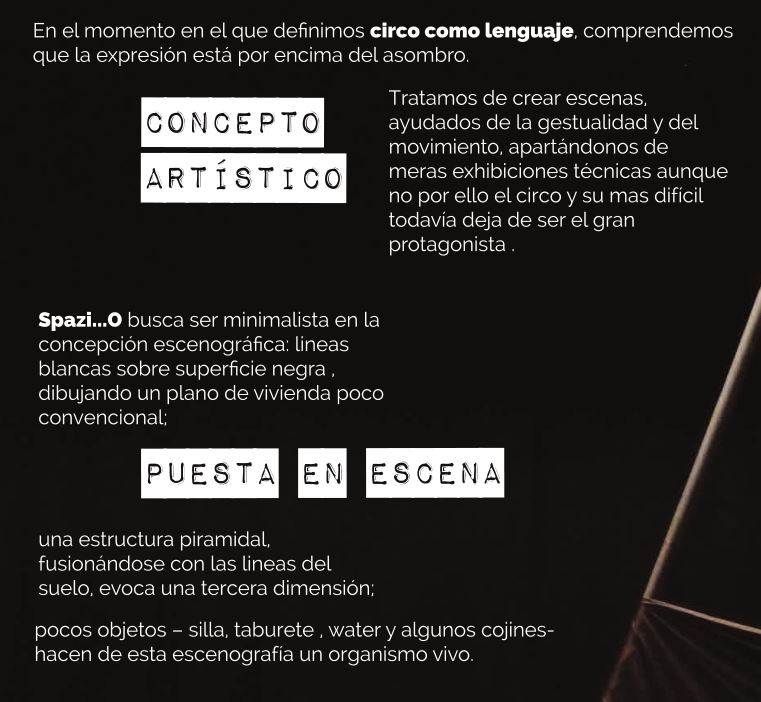 En el momento en el que definimos circo como lenguaje, comprendemos
que la expresión está por encima del asombro.
CONCEPTO
ARTÍSTICO
Tratamos de crear escenas,
ayudados de la gestualidad y del
movimiento, apartándonos de
meras exhibiciones técnicas aunque
no por ello el circo y su mas difícil
todavía deja de ser el gran
protagonista .
Spazi...O busca ser minimalista en la
concepción escenográfica: lineas
blancas sobre superficie negra ,
dibujando un plano de vivienda poco
convencional;
PUESTA EN ESCENA
una estructura piramidal,
fusionándose con las lineas del
suelo, evoca una tercera dimensión;
pocos objetos – silla, taburete , water y algunos cojines-
hacen de esta escenografía un organismo vivo.